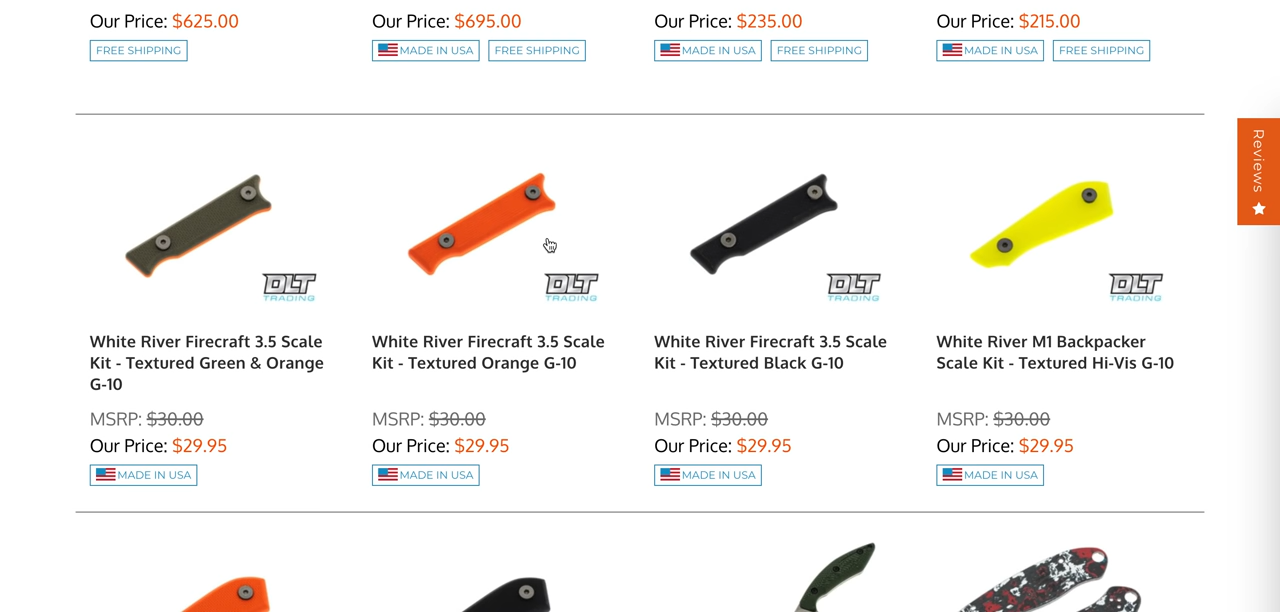 Our Price: $625.00
Our Price: $695.00
Our Price: $235.00
Our Price: $215.00
FREE SHIPPING
MADE IN USA
FREE SHIPPING
MADE IN USA
FREE SHIPPING
MADE IN USA
FREE SHIPPING
Reviews
DLT
TRADING
DLT
TRADING
DLT
TRADING
DLT
TRADING
White River Firecraft 3.5 Scale
Kit - Textured Green & Orange
G-10
MSRP: $30.00
Our Price: $29.95
MADE IN USA
White River Firecraft 3.5 Scale
Kit - Textured Orange G-10
MSRP: $30.00
Our Price: $29.95
MADE IN USA
White River Firecraft 3.5 Scale
Kit - Textured Black G-10
MSRP: $30.00
Our Price: $29.95
MADE IN USA
White River M1 Backpacker
Scale Kit - Textured Hi-Vis G-10
MSRP: $30.00
Our Price: $29.95
MADE IN USA